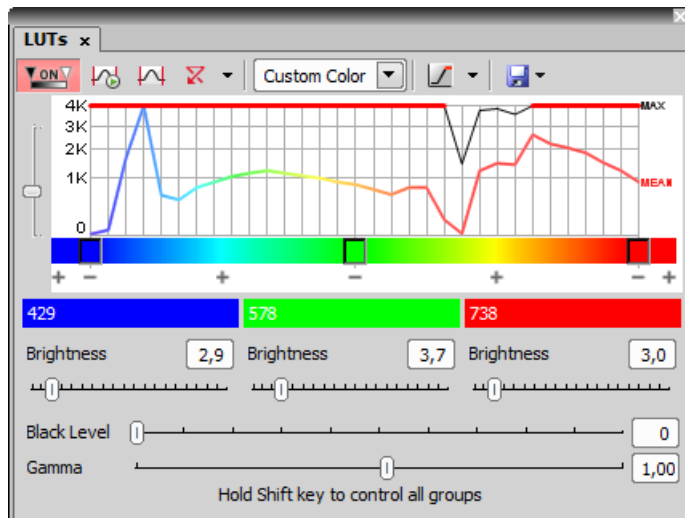 LUTs x
ON Custom Color
4K MAX
3K
2K
1K MEAN
0
+ − + − + − +
429 578 738
Brightness 2,9 Brightness 3,7 Brightness 3,0
Black Level 0
Gamma 1,00
Hold Shift key to control all groups